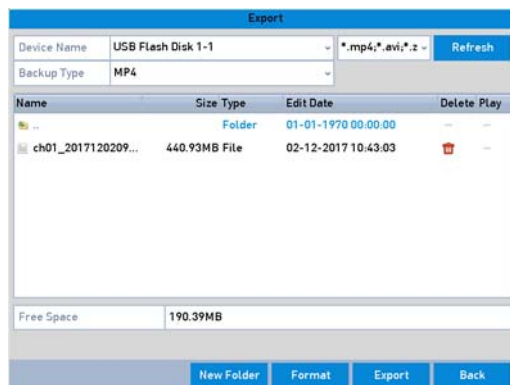 Export
Device Name USB Flash Disk 1-1 *.mp4;*.avi;*.z Refresh
Backup Type MP4
Name Size Type Edit Date Delete Play
.. Folder 01-01-1970 00:00:00 — —
ch01_2017120209... 440.93MB File 02-12-2017 10:43:03 —
Free Space 190.39MB
New Folder Format Export Back